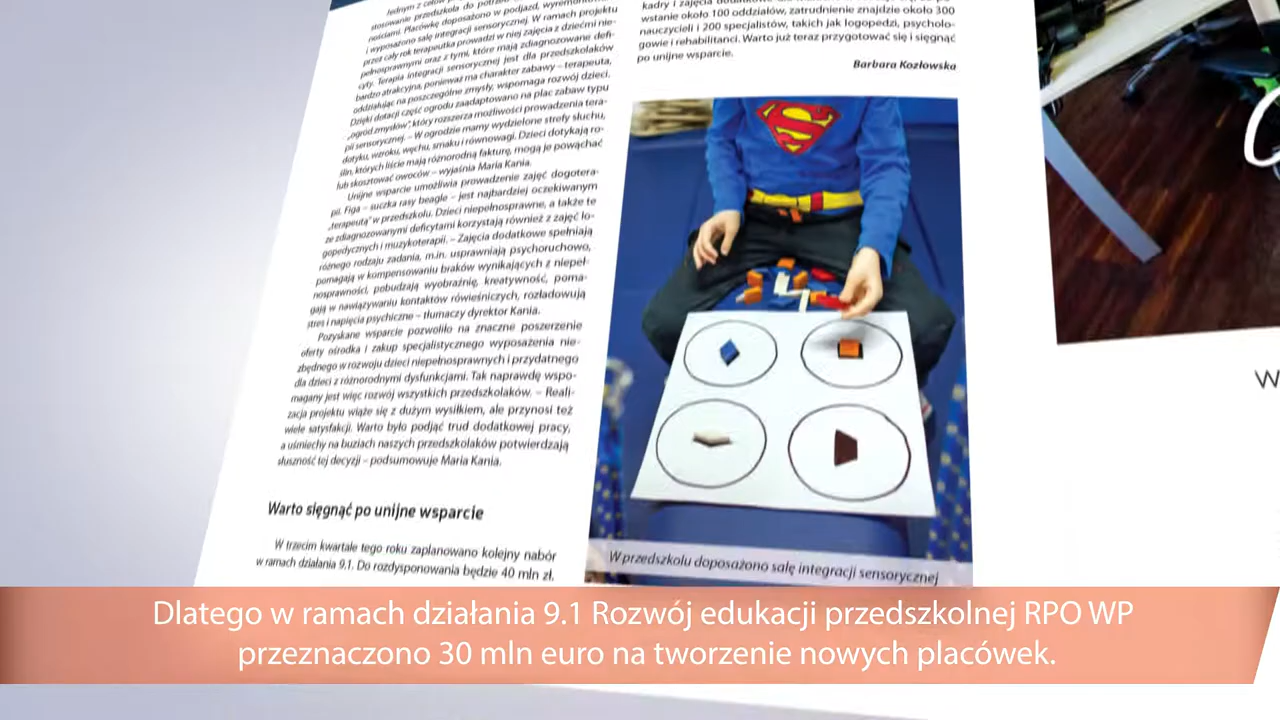 Jednym z celów
stosowanie przedszkola do potrzeb
nościami. Placówkę doposażono w podjazd, wyremontow
i wyposażono salę integracji sensorycznej. W ramach projektu
przez cały rok terapeutka prowadzi w niej zajęcia z dziećmi nie-
pełnosprawnymi oraz z tymi, które mają zdiagnozowane defi-
cyty. Terapia integracji sensorycznej jest dla przedszkolaków
bardzo atrakcyjna, ponieważ ma charakter zabawy – terapeuta,
oddziałując na poszczególne zmysły, wspomaga rozwój dzieci.
Dzięki dotacji część ogrodu zaadaptowano na plac zabaw typu
„ogród zmysłów”, który rozszerza możliwości prowadzenia tera-
pii sensorycznej. – W ogrodzie mamy wydzielone strefy słuchu,
dotyku, wzroku, węchu, smaku i równowagi. Dzieci dotykają ro-
ślin, których liście mają różnorodną fakturę, mogą je powąchać
lub skosztować owoców – wyjaśnia Maria Kania.
Unijne wsparcie umożliwia prowadzenie zajęć dogotera-
pii. Figa – suczka rasy beagle – jest najbardziej oczekiwanym
„terapeutą” w przedszkolu. Dzieci niepełnosprawne, a także te
ze zdiagnozowanymi deficytami korzystają również z zajęć lo-
gopedycznych i muzykoterapii. – Zajęcia dodatkowe spełniają
różnego rodzaju zadania, m.in. usprawniają psychoruchowo,
pomagają w kompensowaniu braków wynikających z niepeł-
nosprawności, pobudzają wyobraźnię, kreatywność, poma-
gają w nawiązywaniu kontaktów rówieśniczych, rozładowują
stres i napięcia psychiczne – tłumaczy dyrektor Kania.
Pozyskane wsparcie pozwoliło na znaczne poszerzenie
oferty ośrodka i zakup specjalistycznego wyposażenia nie-
zbędnego w rozwoju dzieci niepełnosprawnych i przydatnego
dla dzieci z różnorodnymi dysfunkcjami. Tak naprawdę wspo-
magany jest więc rozwój wszystkich przedszkolaków. – Reali-
zacja projektu wiąże się z dużym wysiłkiem, ale przynosi też
wiele satysfakcji. Warto było podjąć trud dodatkowej pracy,
a uśmiechy na buziach naszych przedszkolaków potwierdzają
słuszność tej decyzji – podsumowuje Maria Kania.
Warto sięgnąć po unijne wsparcie
W trzecim kwartale tego roku zaplanowano kolejny nabór
w ramach działania 9.1. Do rozdysponowania będzie 40 mln zł.
wstanie około 100 oddziałów, zatrudnienie znajdzie około 300
nauczycieli i 200 specjalistów, takich jak logopedzi, psycholo-
gowie i rehabilitanci. Warto już teraz przygotować się i sięgnąć
po unijne wsparcie.
Barbara Kozłowska
W przedszkolu doposażono salę integracji sensorycznej
W
Dlatego w ramach działania 9.1 Rozwój edukacji przedszkolnej RPO WP
przeznaczono 30 mln euro na tworzenie nowych placówek.